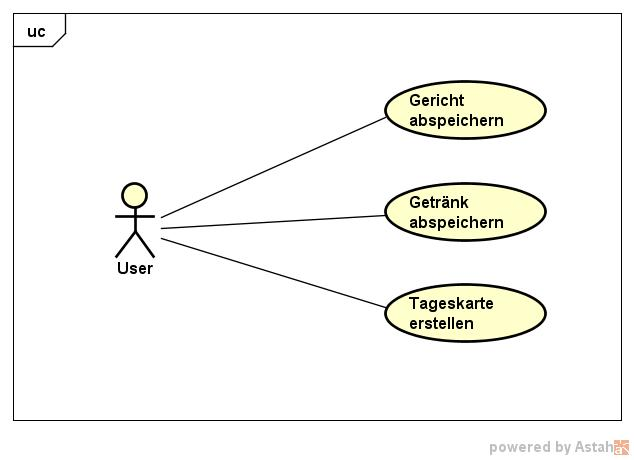 uc
Gericht
abspeichern
Getränk
abspeichern
User
Tageskarte
erstellen
powered by Astah